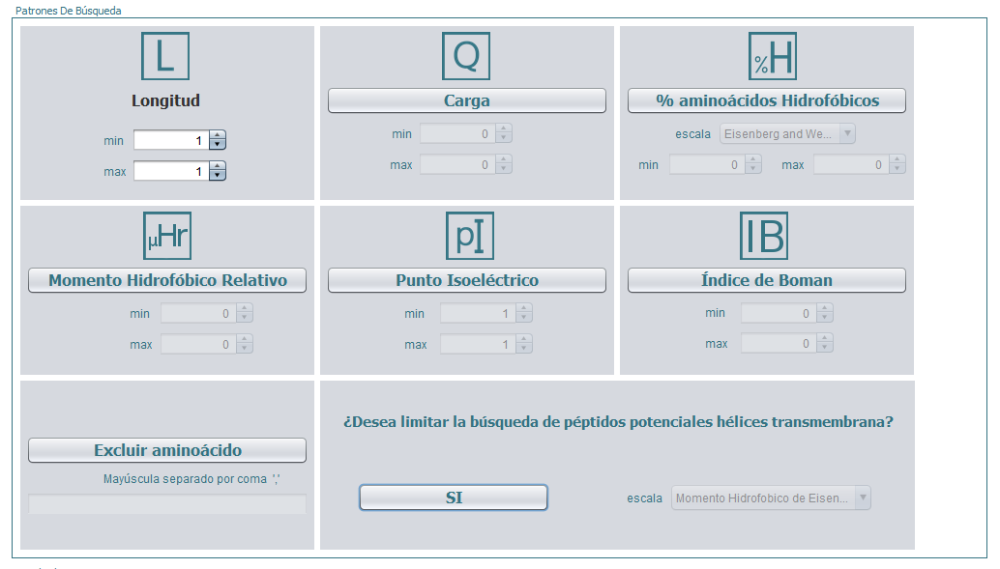 Patrones De Búsqueda
L
Longitud
min 1
max 1
Q
Carga
min 0
max 0
%H
% aminoácidos Hidrofóbicos
escala Eisenberg and We...
min 0 max 0
µHr
Momento Hidrofóbico Relativo
min 0
max 0
pI
Punto Isoeléctrico
min 1
max 1
IB
Índice de Boman
min 0
max 0
Excluir aminoácido
Mayúscula separado por coma ','
¿Desea limitar la búsqueda de péptidos potenciales hélices transmembrana?
SI
escala Momento Hidrofobico de Eisen...